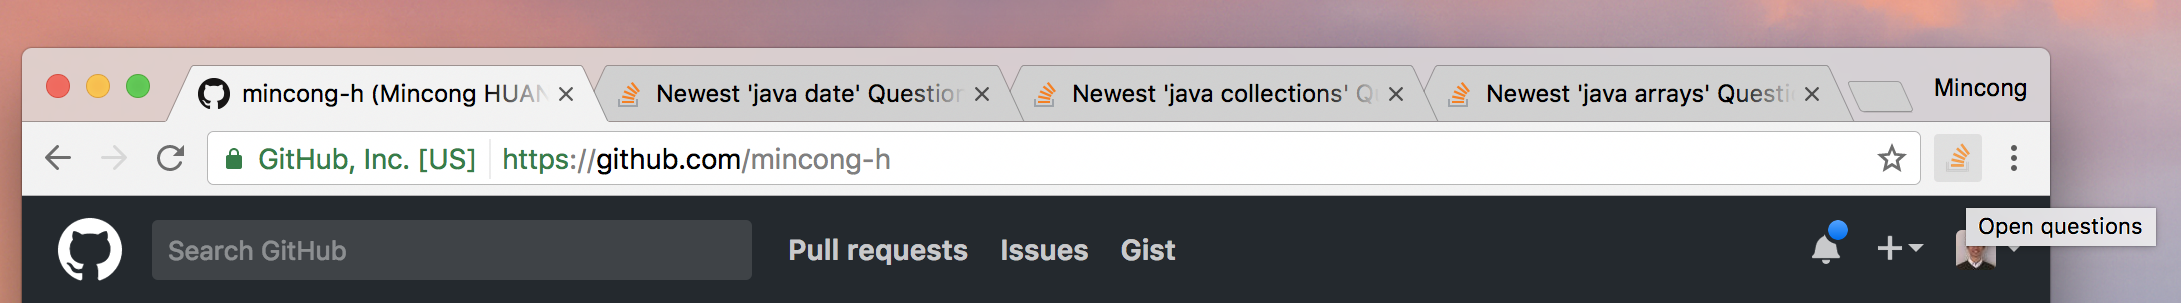 mincong-h (Mincong HUAN
Newest 'java date' Question
Newest 'java collections' Q
Newest 'java arrays' Questi
Mincong
GitHub, Inc. [US]
https://github.com/mincong-h
Search GitHub
Pull requests
Issues
Gist
Open questions